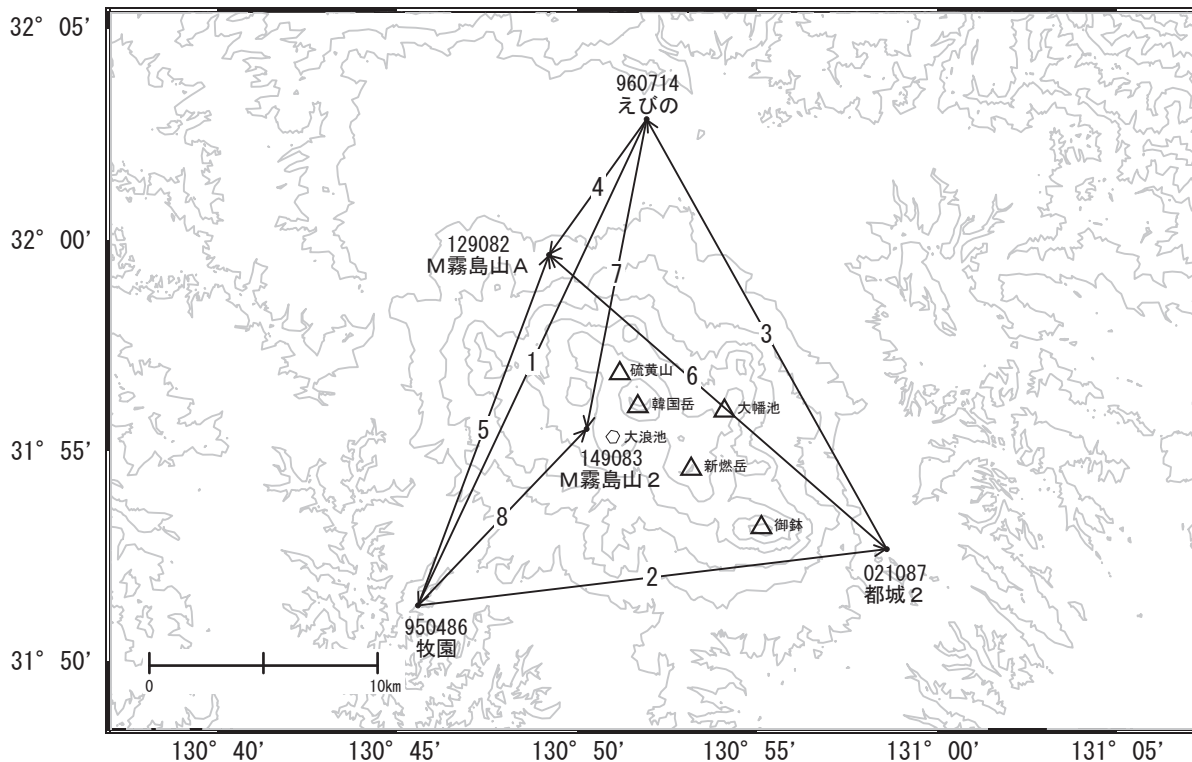 32° 05′
960714
えびの
4
32° 00′
129082
M霧島山A
7
3
1
硫黄山
6
韓国岳
大幡池
5
大浪池
31° 55′
149083
M霧島山2
新燃岳
8
御鉢
2
021087
都城2
950486
牧園
31° 50′
0
10km
130° 40′
130° 45′
130° 50′
130° 55′
131° 00′
131° 05′